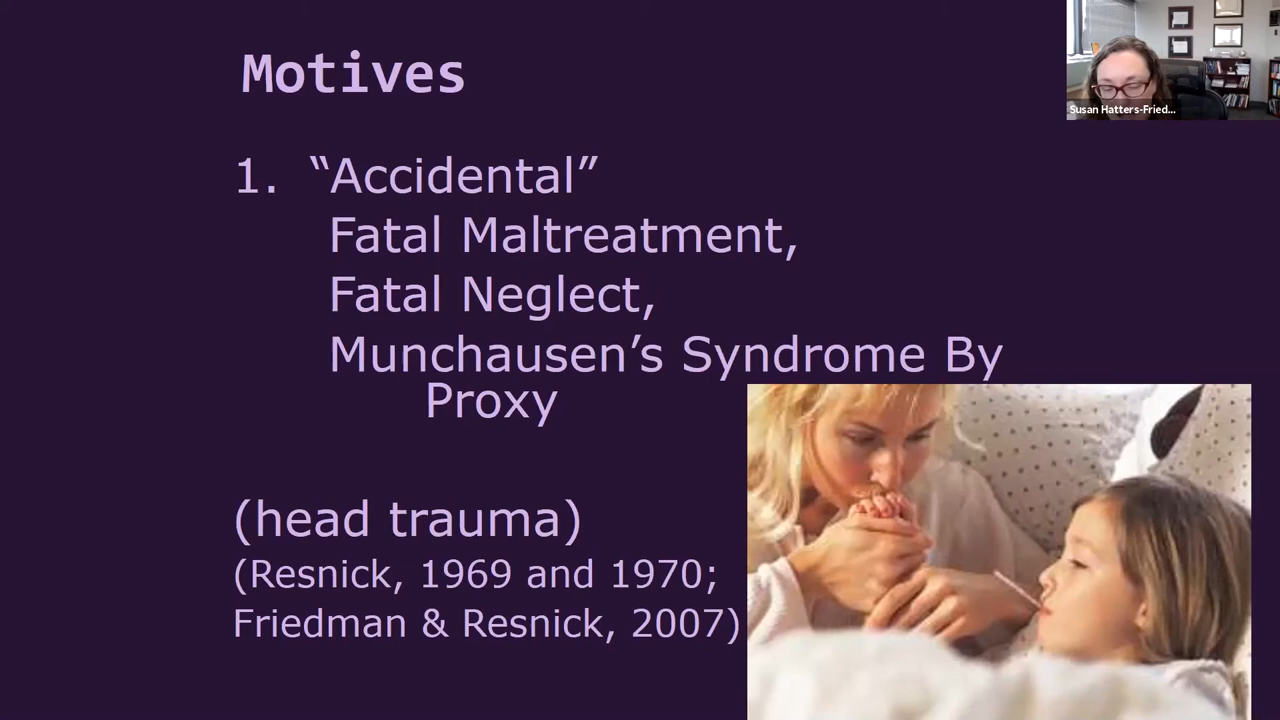 Motives
1. “Accidental”
Fatal Maltreatment,
Fatal Neglect,
Munchausen’s Syndrome By
Proxy
(head trauma)
(Resnick, 1969 and 1970;
Friedman & Resnick, 2007)
Susan Hatters-Fried...